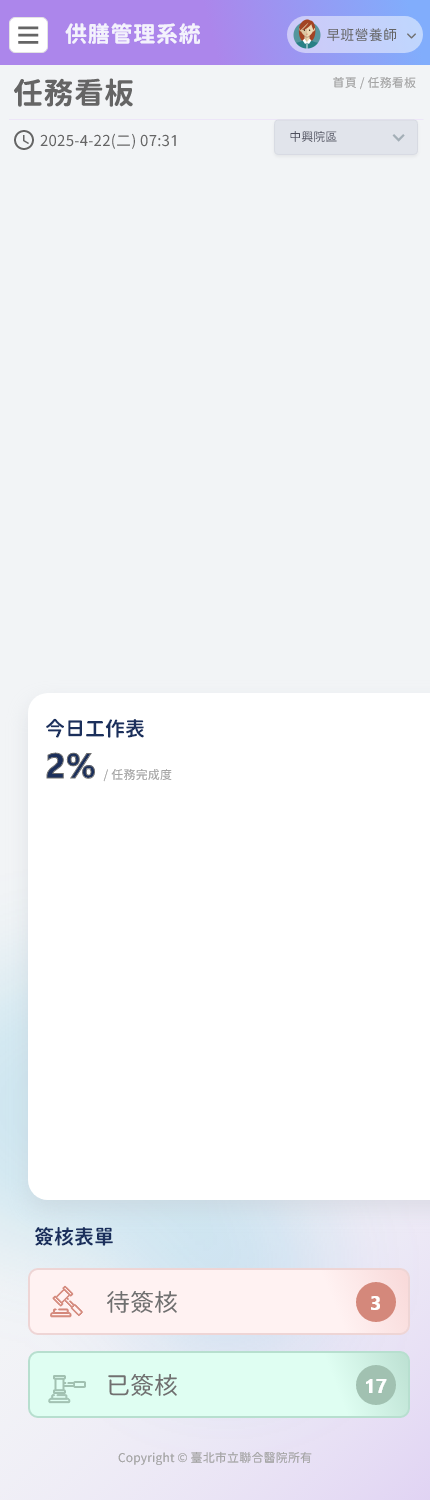 供膳管理系統
早班營養師
任務看板
首頁 / 任務看板
2025-4-22(二) 07:31
中興院區
今日工作表
2% / 任務完成度
簽核表單
待簽核 3
已簽核 17
Copyright © 臺北市立聯合醫院所有